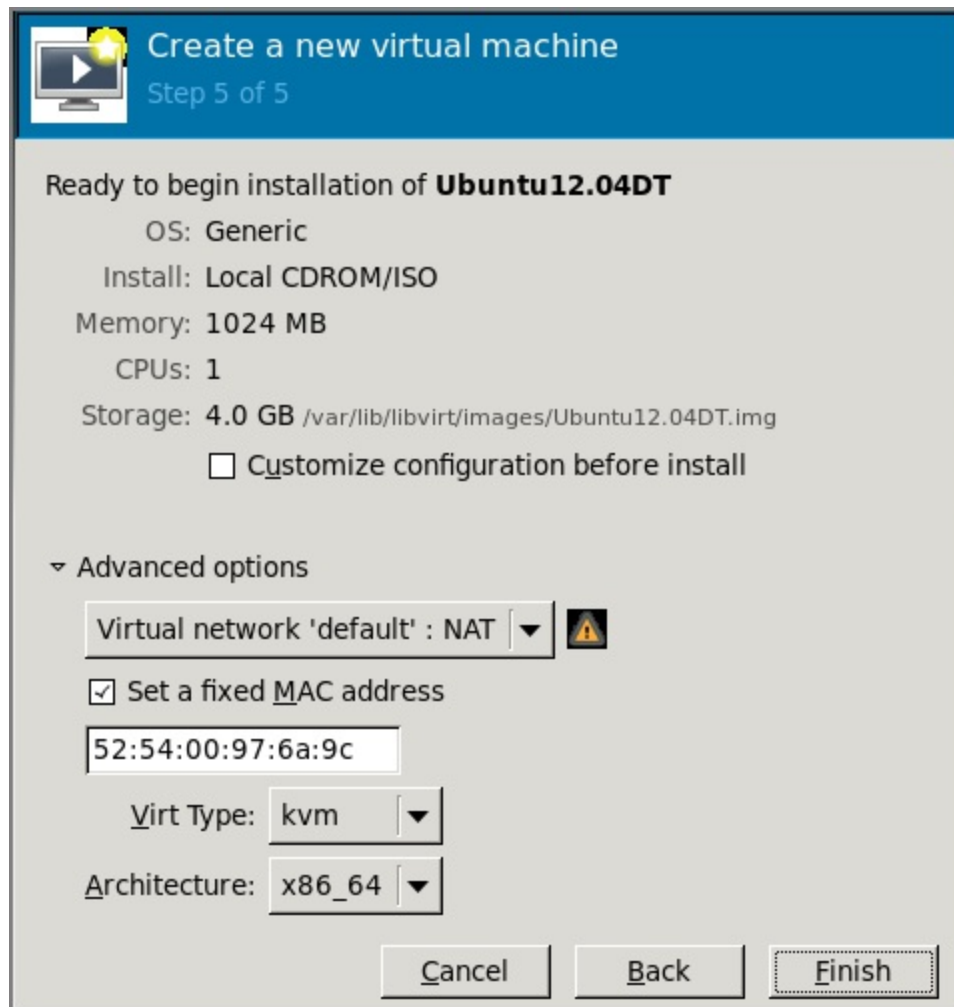 Create a new virtual machine
Step 5 of 5
Ready to begin installation of Ubuntu12.04DT
OS: Generic
Install: Local CDROM/ISO
Memory: 1024 MB
CPUs: 1
Storage: 4.0 GB /var/lib/libvirt/images/Ubuntu12.04DT.img
Customize configuration before install
Advanced options
Virtual network 'default' : NAT
Set a fixed MAC address
52:54:00:97:6a:9c
Virt Type: kvm
Architecture: x86_64
Cancel Back Finish